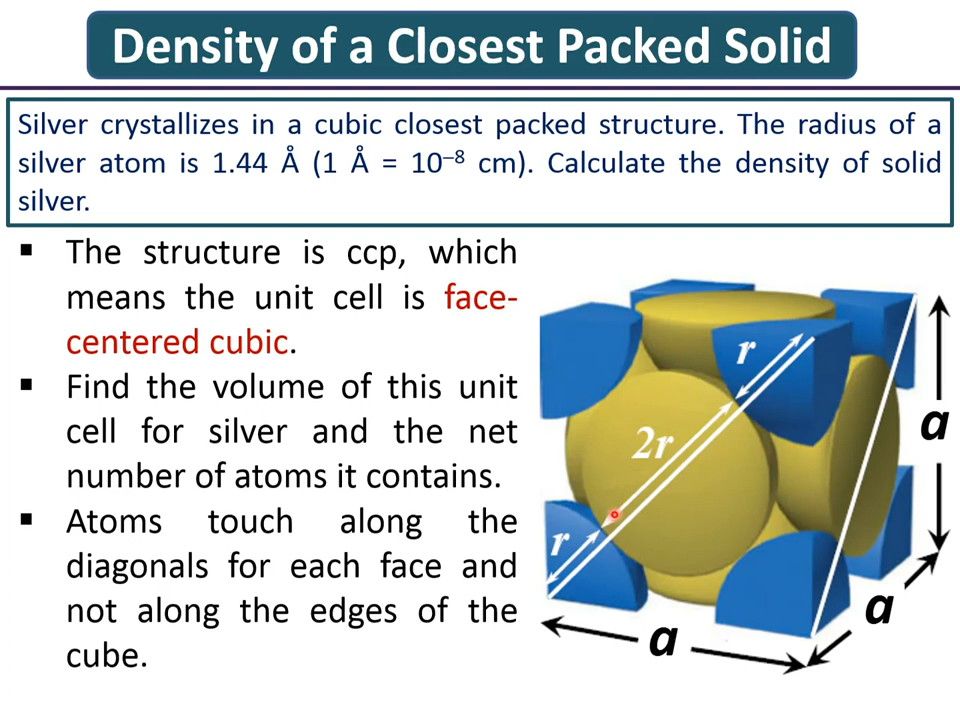 Density of a Closest Packed Solid
Silver crystallizes in a cubic closest packed structure. The radius of a
silver atom is 1.44 Å (1 Å = 10⁻⁸ cm). Calculate the density of solid
silver.
▪ The structure is ccp, which
means the unit cell is face-
centered cubic.
▪ Find the volume of this unit
cell for silver and the net
number of atoms it contains.
▪ Atoms touch along the
diagonals for each face and
not along the edges of the
cube.
r
2r
r
a
a
a